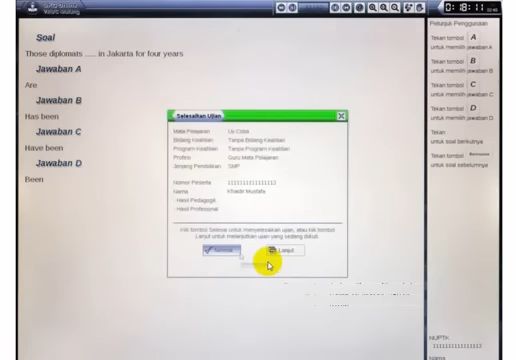 0: 18: 11
Soal
Petunjuk Penggunaan
Those diplomats ..... in Jakarta for four years
Jawaban A
Are
Jawaban B
Has been
Jawaban C
Have been
Jawaban D
Been
Tekan tombol A
untuk memilih jawaban A
Tekan tombol B
untuk memilih jawaban B
Tekan tombol C
untuk memilih jawaban C
Tekan tombol D
untuk memilih jawaban D
Tekan
untuk soal berikutnya
Tekan tombol
untuk soal sebelumnya
Selesaikan Ujian
Mata Pelajaran Uji Coba
Bidang Keahlian Tanpa Bidang Keahlian
Program Keahlian Tanpa Program Keahlian
Profesi Guru Mata Pelajaran
Jenjang Pendidikan SMP
Nomor Peserta
Nama Khaidir Mustafa
- Hasil Pedagogik
- Hasil Profesional
Klik tombol Selesai untuk menyelesaikan ujian, atau klik tombol
Lanjut untuk melanjutkan ujian yang sedang diikuti
Selesai
Lanjut
NUPTK
Nama